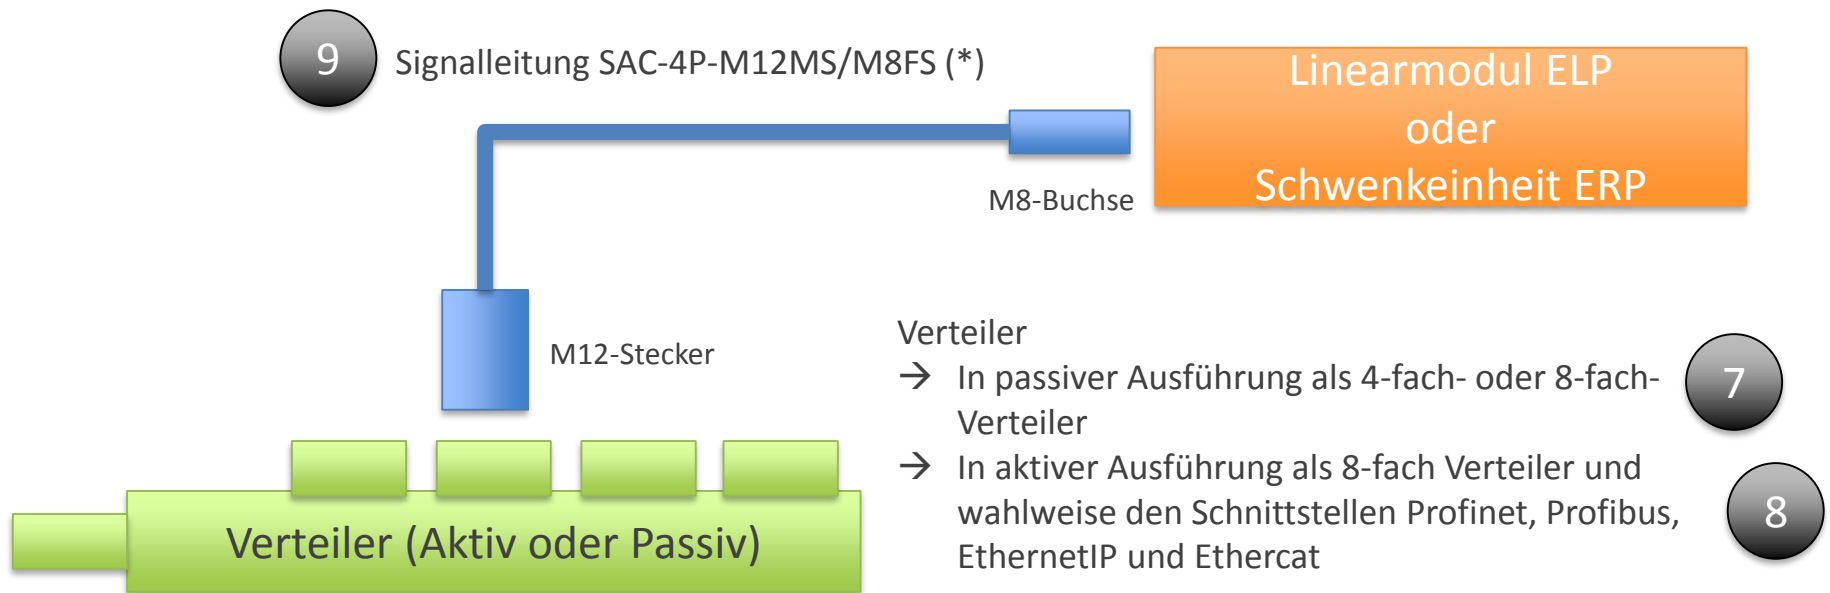 9
Signalleitung SAC-4P-M12MS/M8FS (*)
Linearmodul ELP
oder
Schwenkeinheit ERP
M8-Buchse
M12-Stecker
Verteiler
→ In passiver Ausführung als 4-fach- oder 8-fach-
Verteiler
7
→ In aktiver Ausführung als 8-fach Verteiler und
wahlweise den Schnittstellen Profinet, Profibus,
EthernetIP und Ethercat
8
Verteiler (Aktiv oder Passiv)